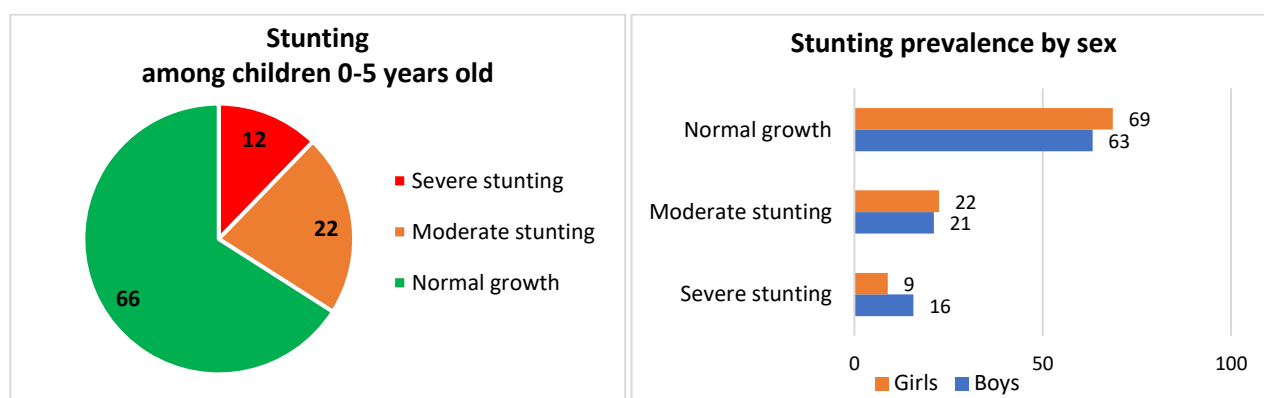 Stunting
among children 0-5 years old
12
22
66
Severe stunting
Moderate stunting
Normal growth
Stunting prevalence by sex
Normal growth
69
63
Moderate stunting
22
21
Severe stunting
9
16
0 50 100
Girls Boys